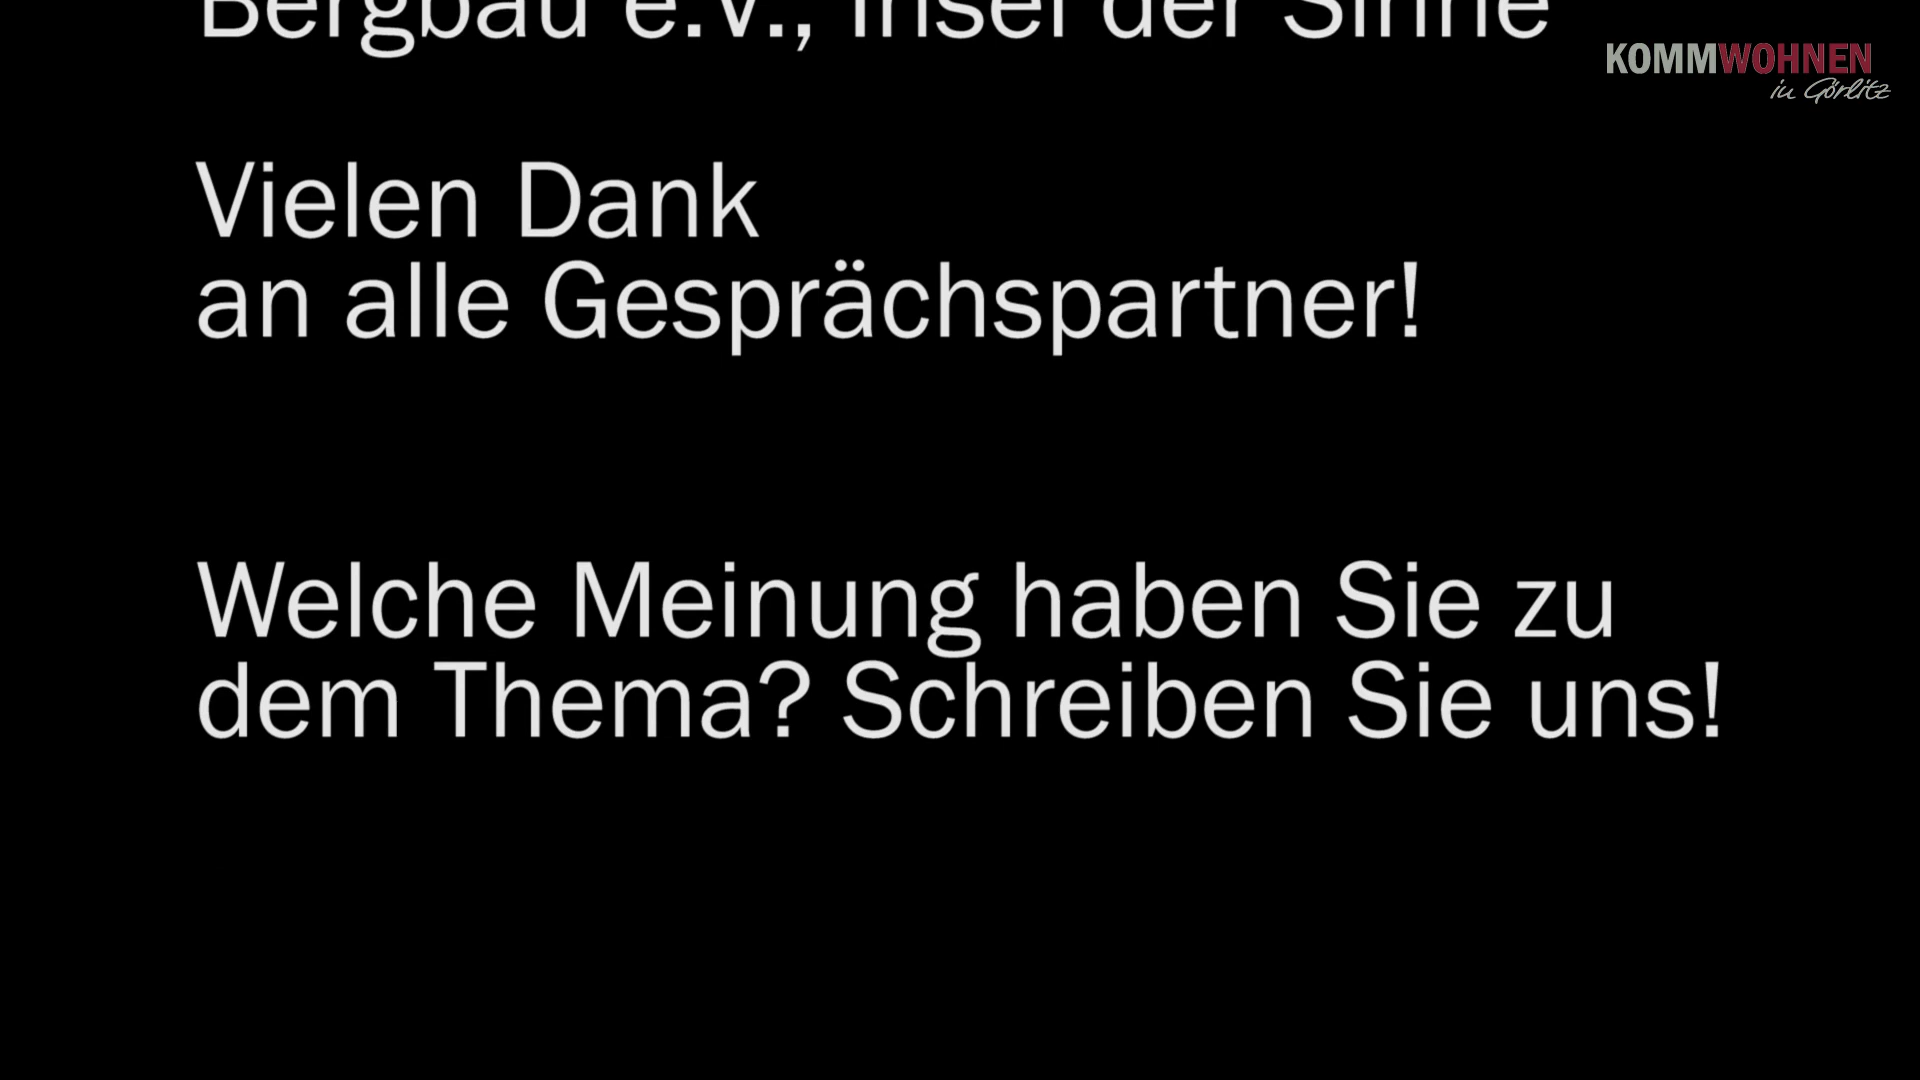 Bergbau e.V., Insel der Sinne
KOMMWOHNEN
in Görlitz
Vielen Dank
an alle Gesprächspartner!
Welche Meinung haben Sie zu
dem Thema? Schreiben Sie uns!